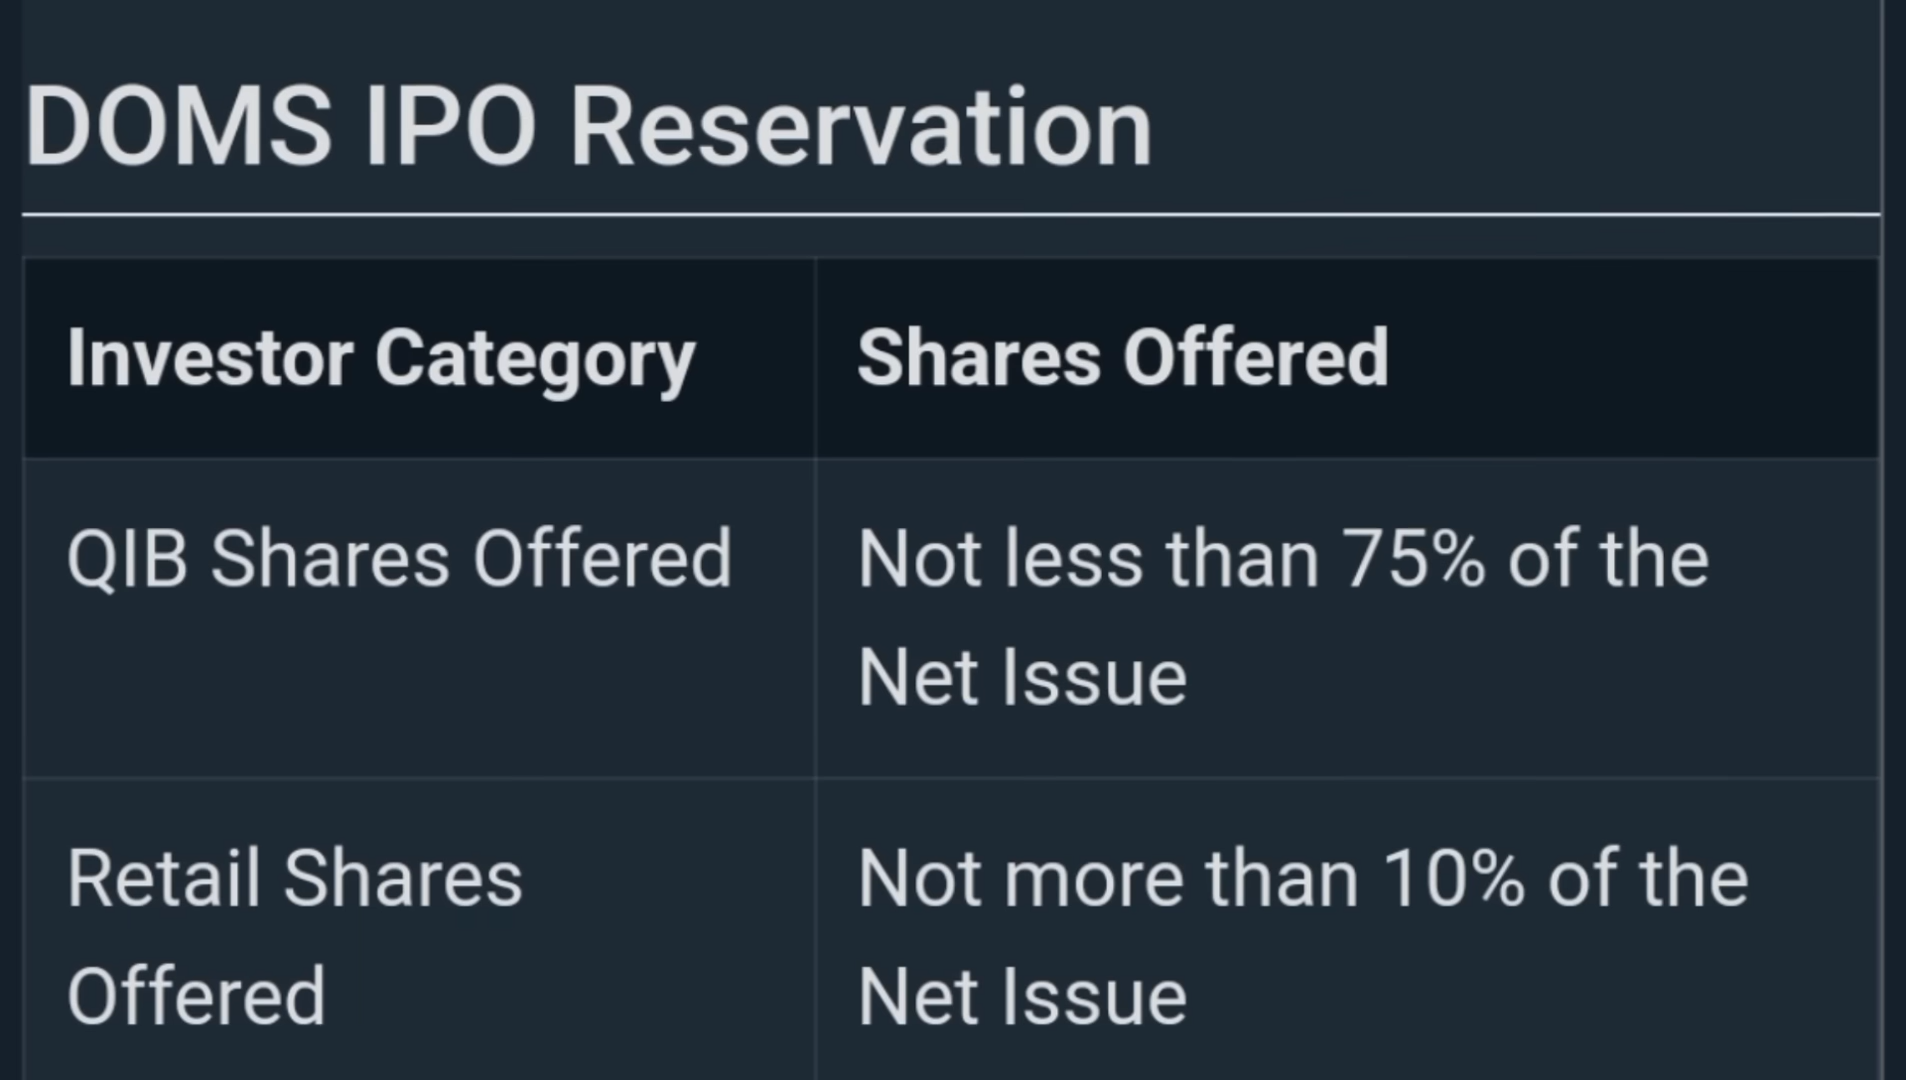 DOMS IPO Reservation
Investor Category
Shares Offered
QIB Shares Offered
Not less than 75% of the
Net Issue
Retail Shares
Offered
Not more than 10% of the
Net Issue